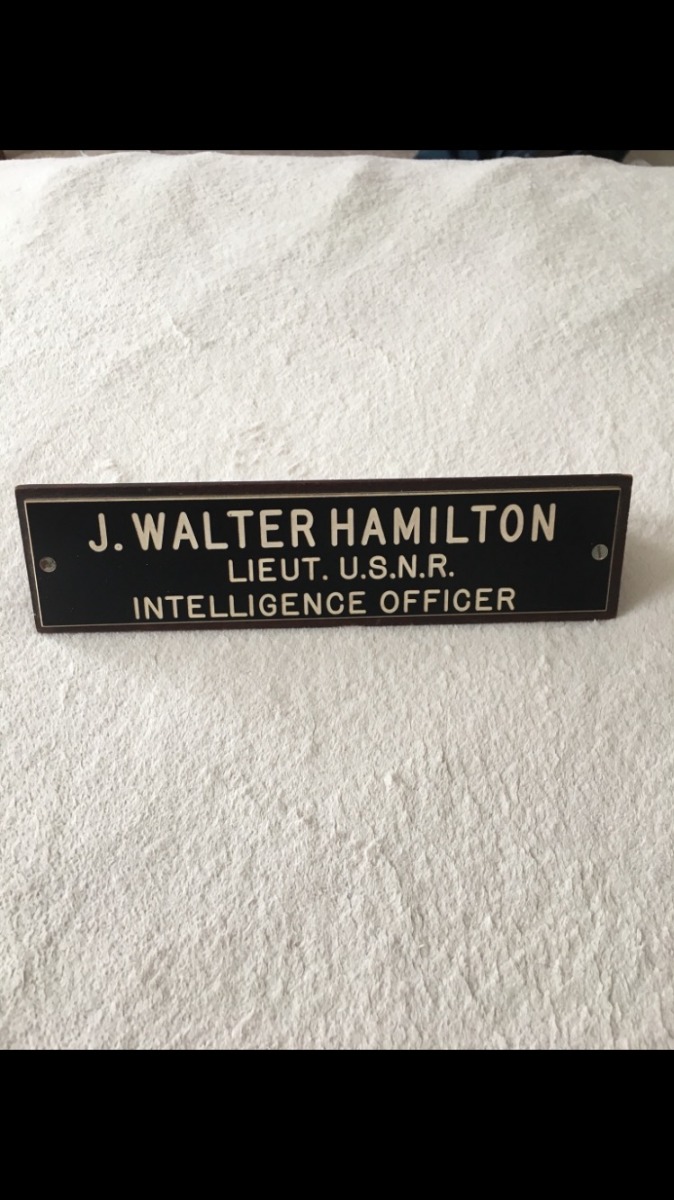 J. WALTER HAMILTON
LIEUT. U.S.N.R.
INTELLIGENCE OFFICER